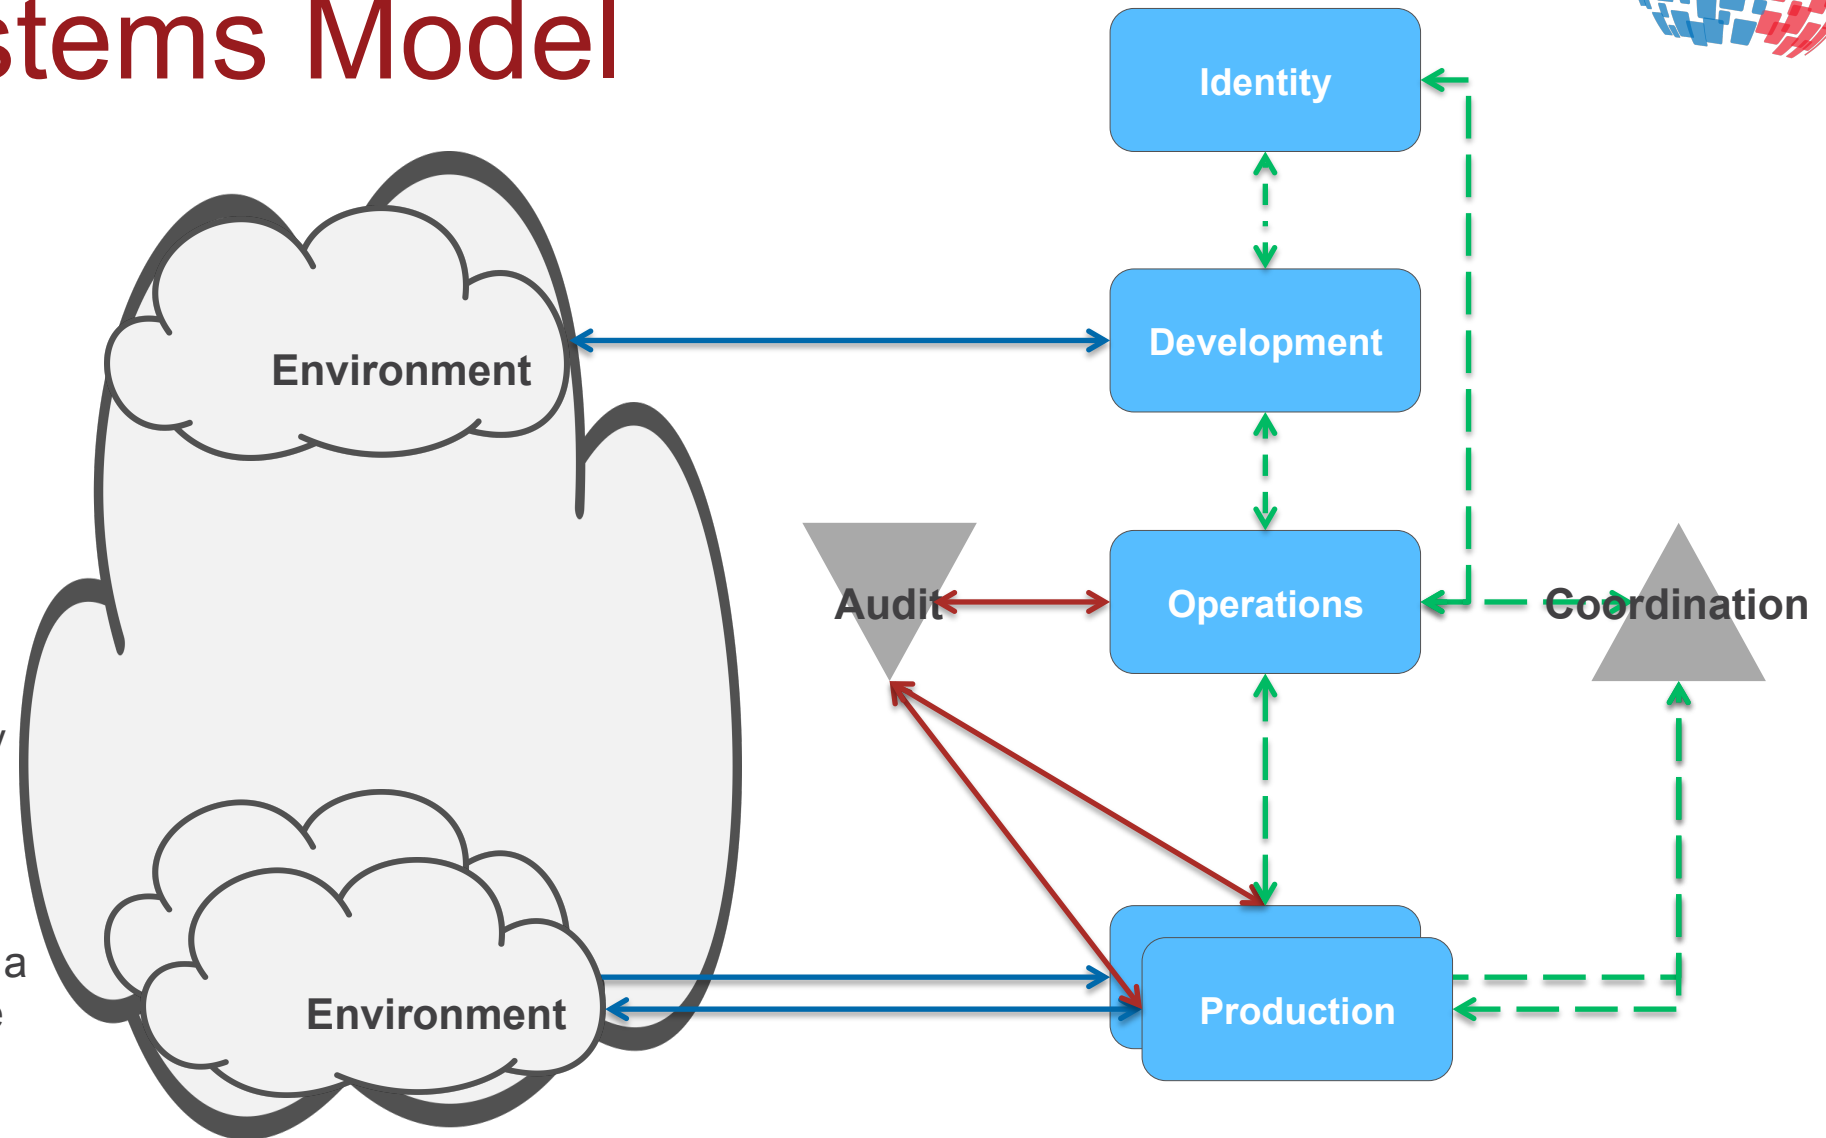 stems Model
Identity
Environment
Development
Audit
Operations
Coordination
y
a
e
Environment
Production